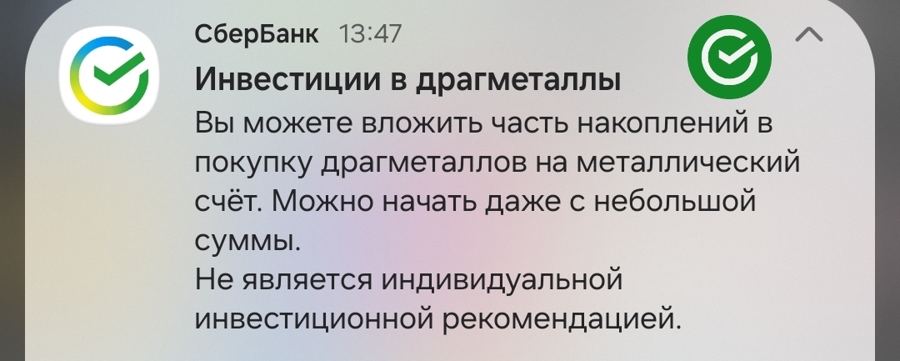 СберБанк 13:47
Инвестиции в драгметаллы
Вы можете вложить часть накоплений в
покупку драгметаллов на металлический
счёт. Можно начать даже с небольшой
суммы.
Не является индивидуальной
инвестиционной рекомендацией.